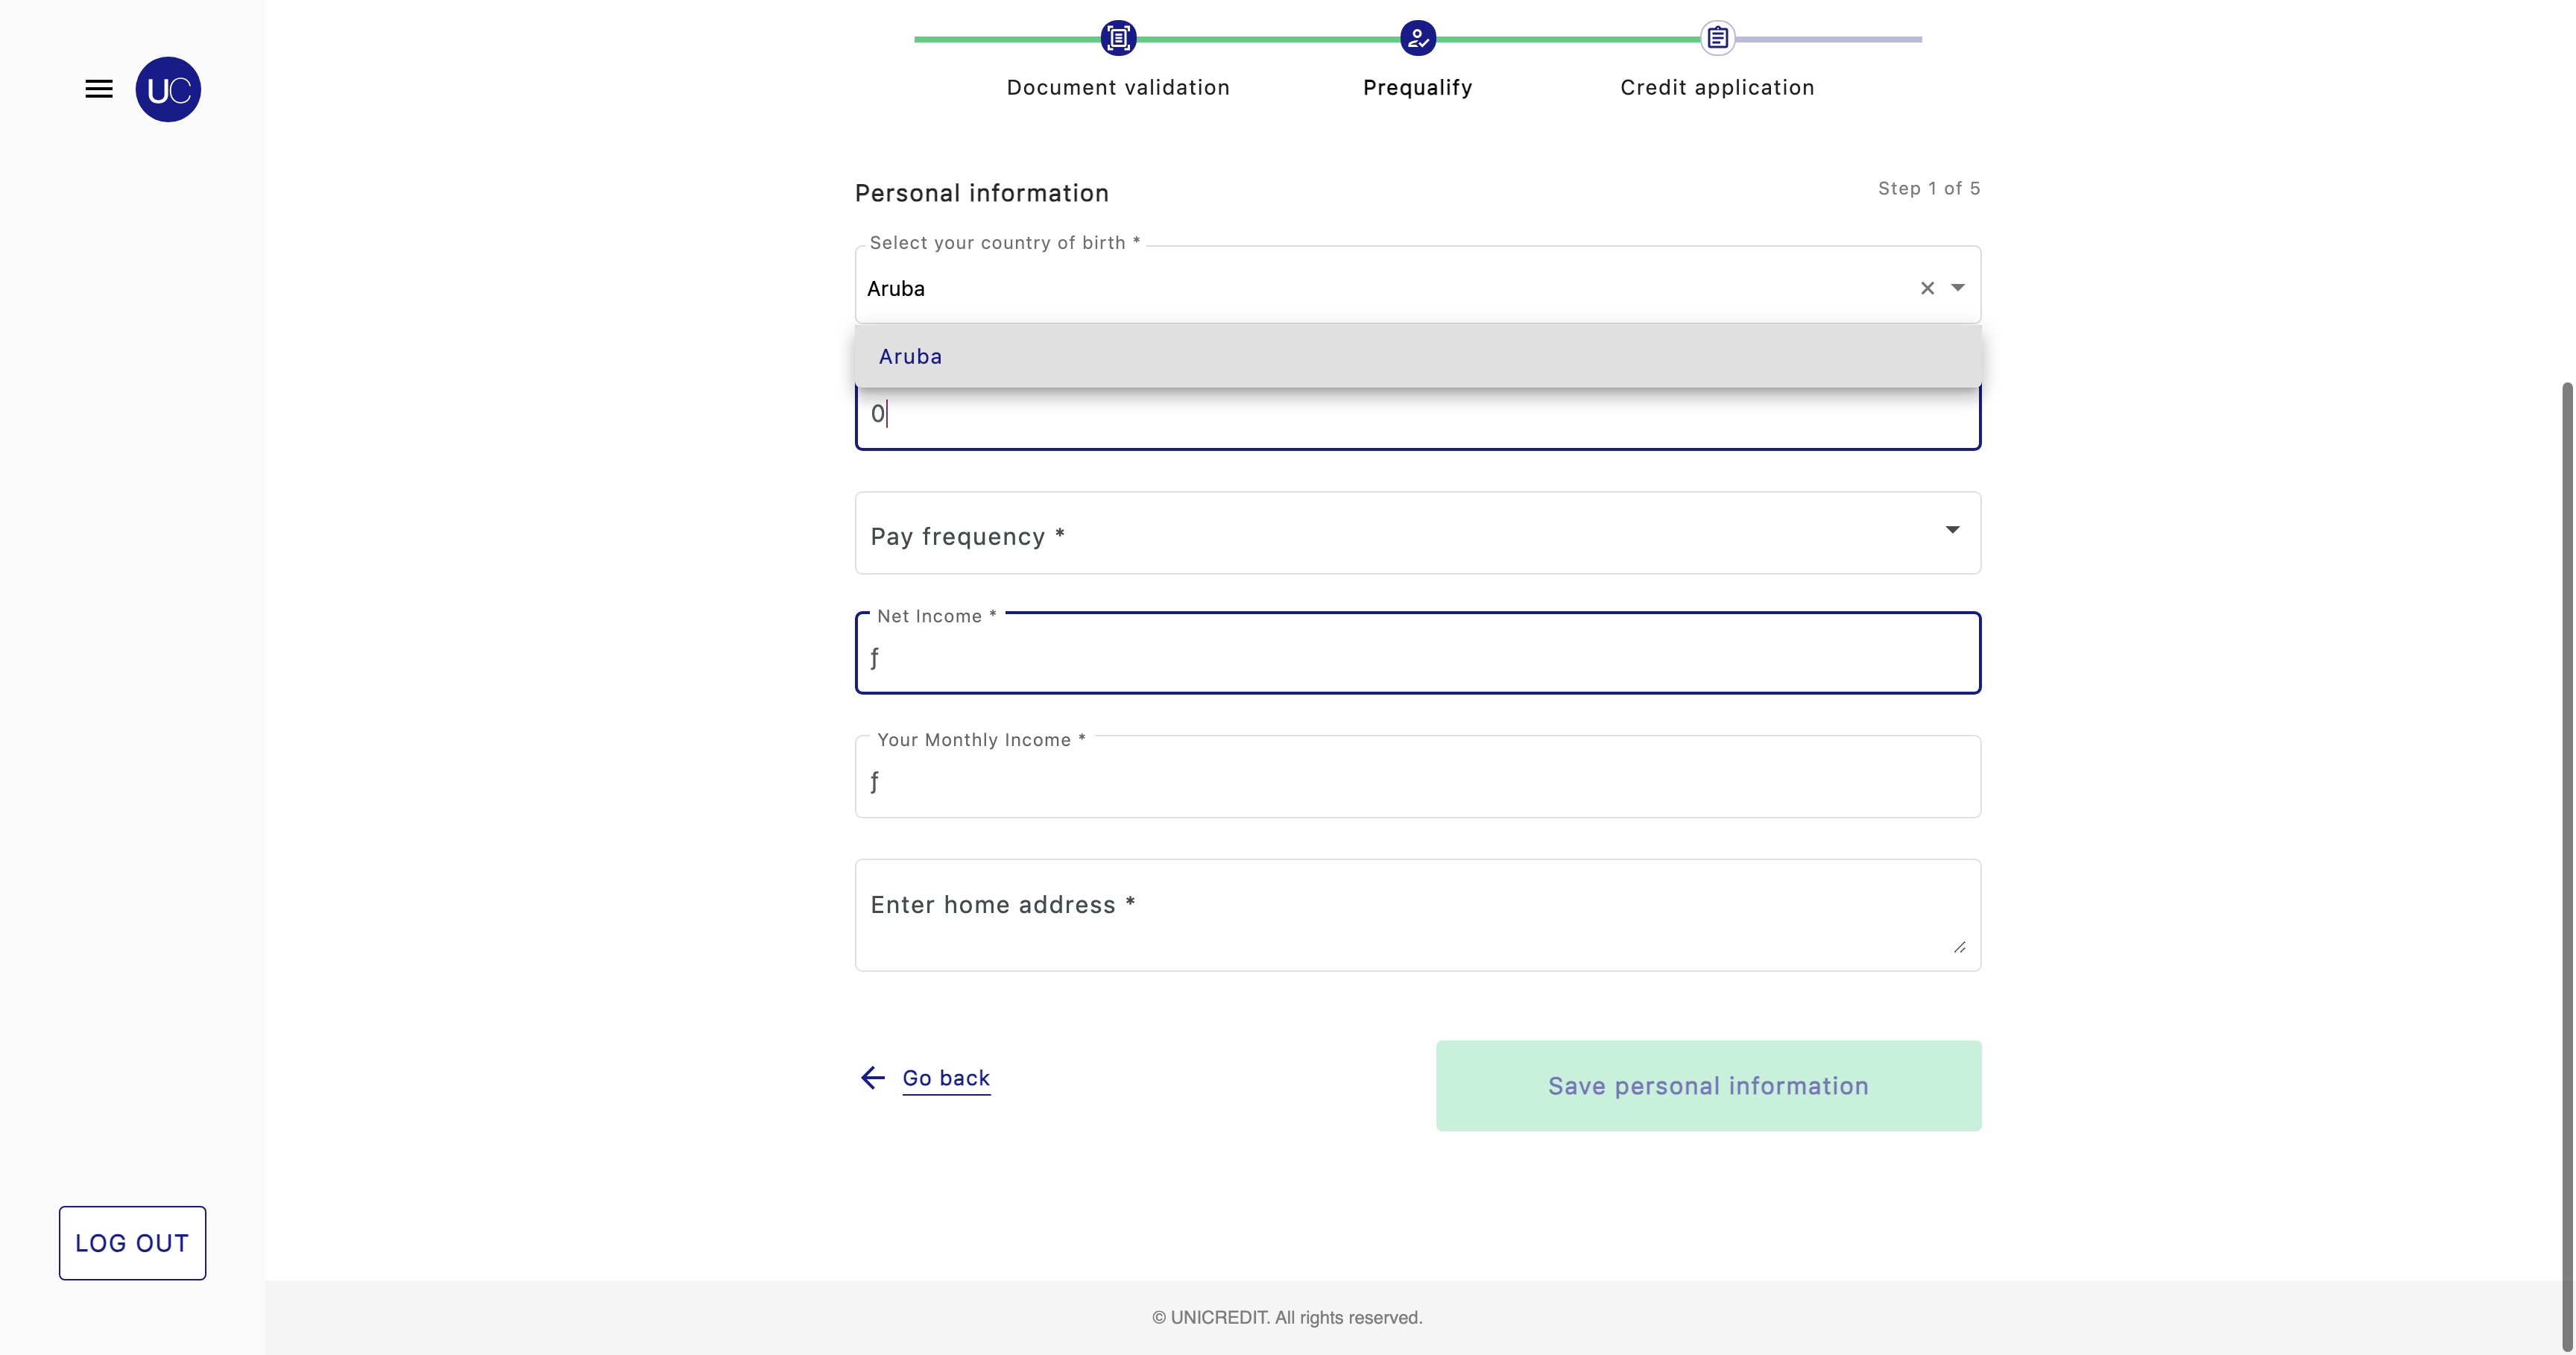 UC
Document validation
Prequalify
Credit application
Personal information
Step 1 of 5
Select your country of birth *
Aruba
Aruba
0
Pay frequency *
Net Income *
ƒ
Your Monthly Income *
ƒ
Enter home address *
Go back
Save personal information
LOG OUT
© UNICREDIT. All rights reserved.